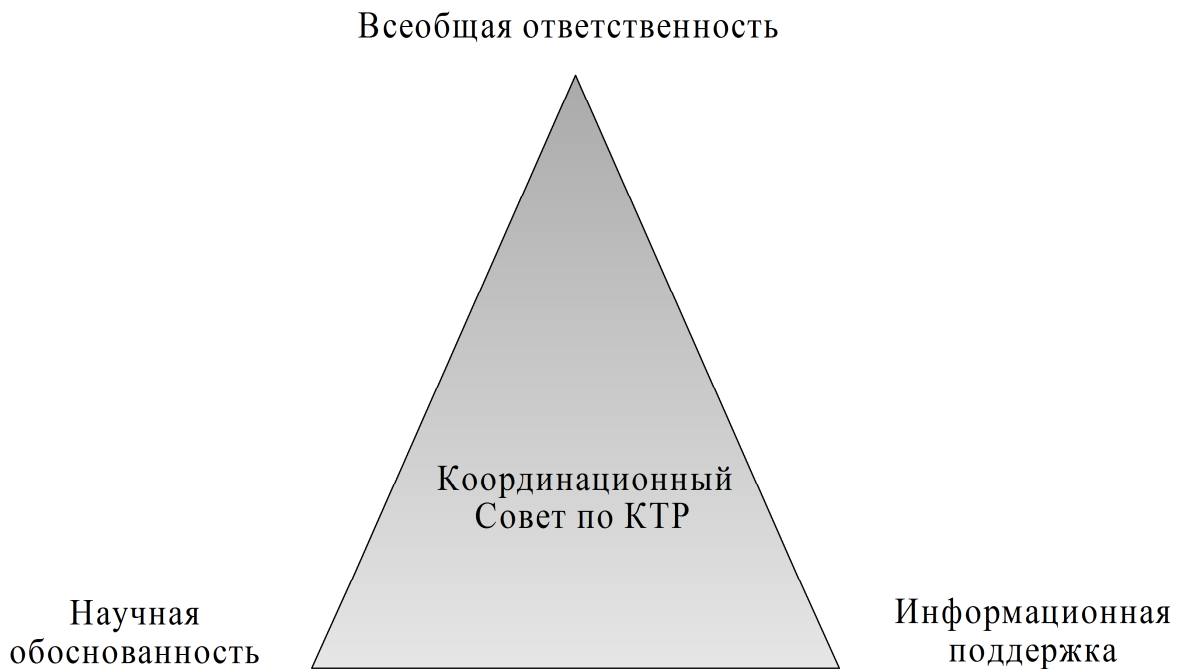 Всеобщая ответственность
Координационный
Совет по КТР
Научная
обоснованность
Информационная
поддержка